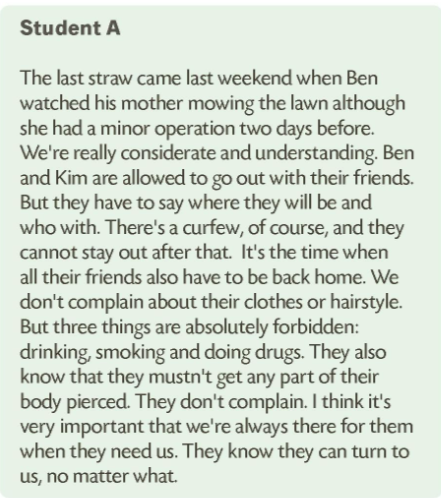 Student A
The last straw came last weekend when Ben
watched his mother mowing the lawn although
she had a minor operation two days before.
We're really considerate and understanding. Ben
and Kim are allowed to go out with their friends.
But they have to say where they will be and
who with. There's a curfew, of course, and they
cannot stay out after that.  It's the time when
all their friends also have to be back home. We
don't complain about their clothes or hairstyle.
But three things are absolutely forbidden:
drinking, smoking and doing drugs. They also
know that they mustn't get any part of their
body pierced. They don't complain. I think it's
very important that we're always there for them
when they need us. They know they can turn to
us, no matter what.